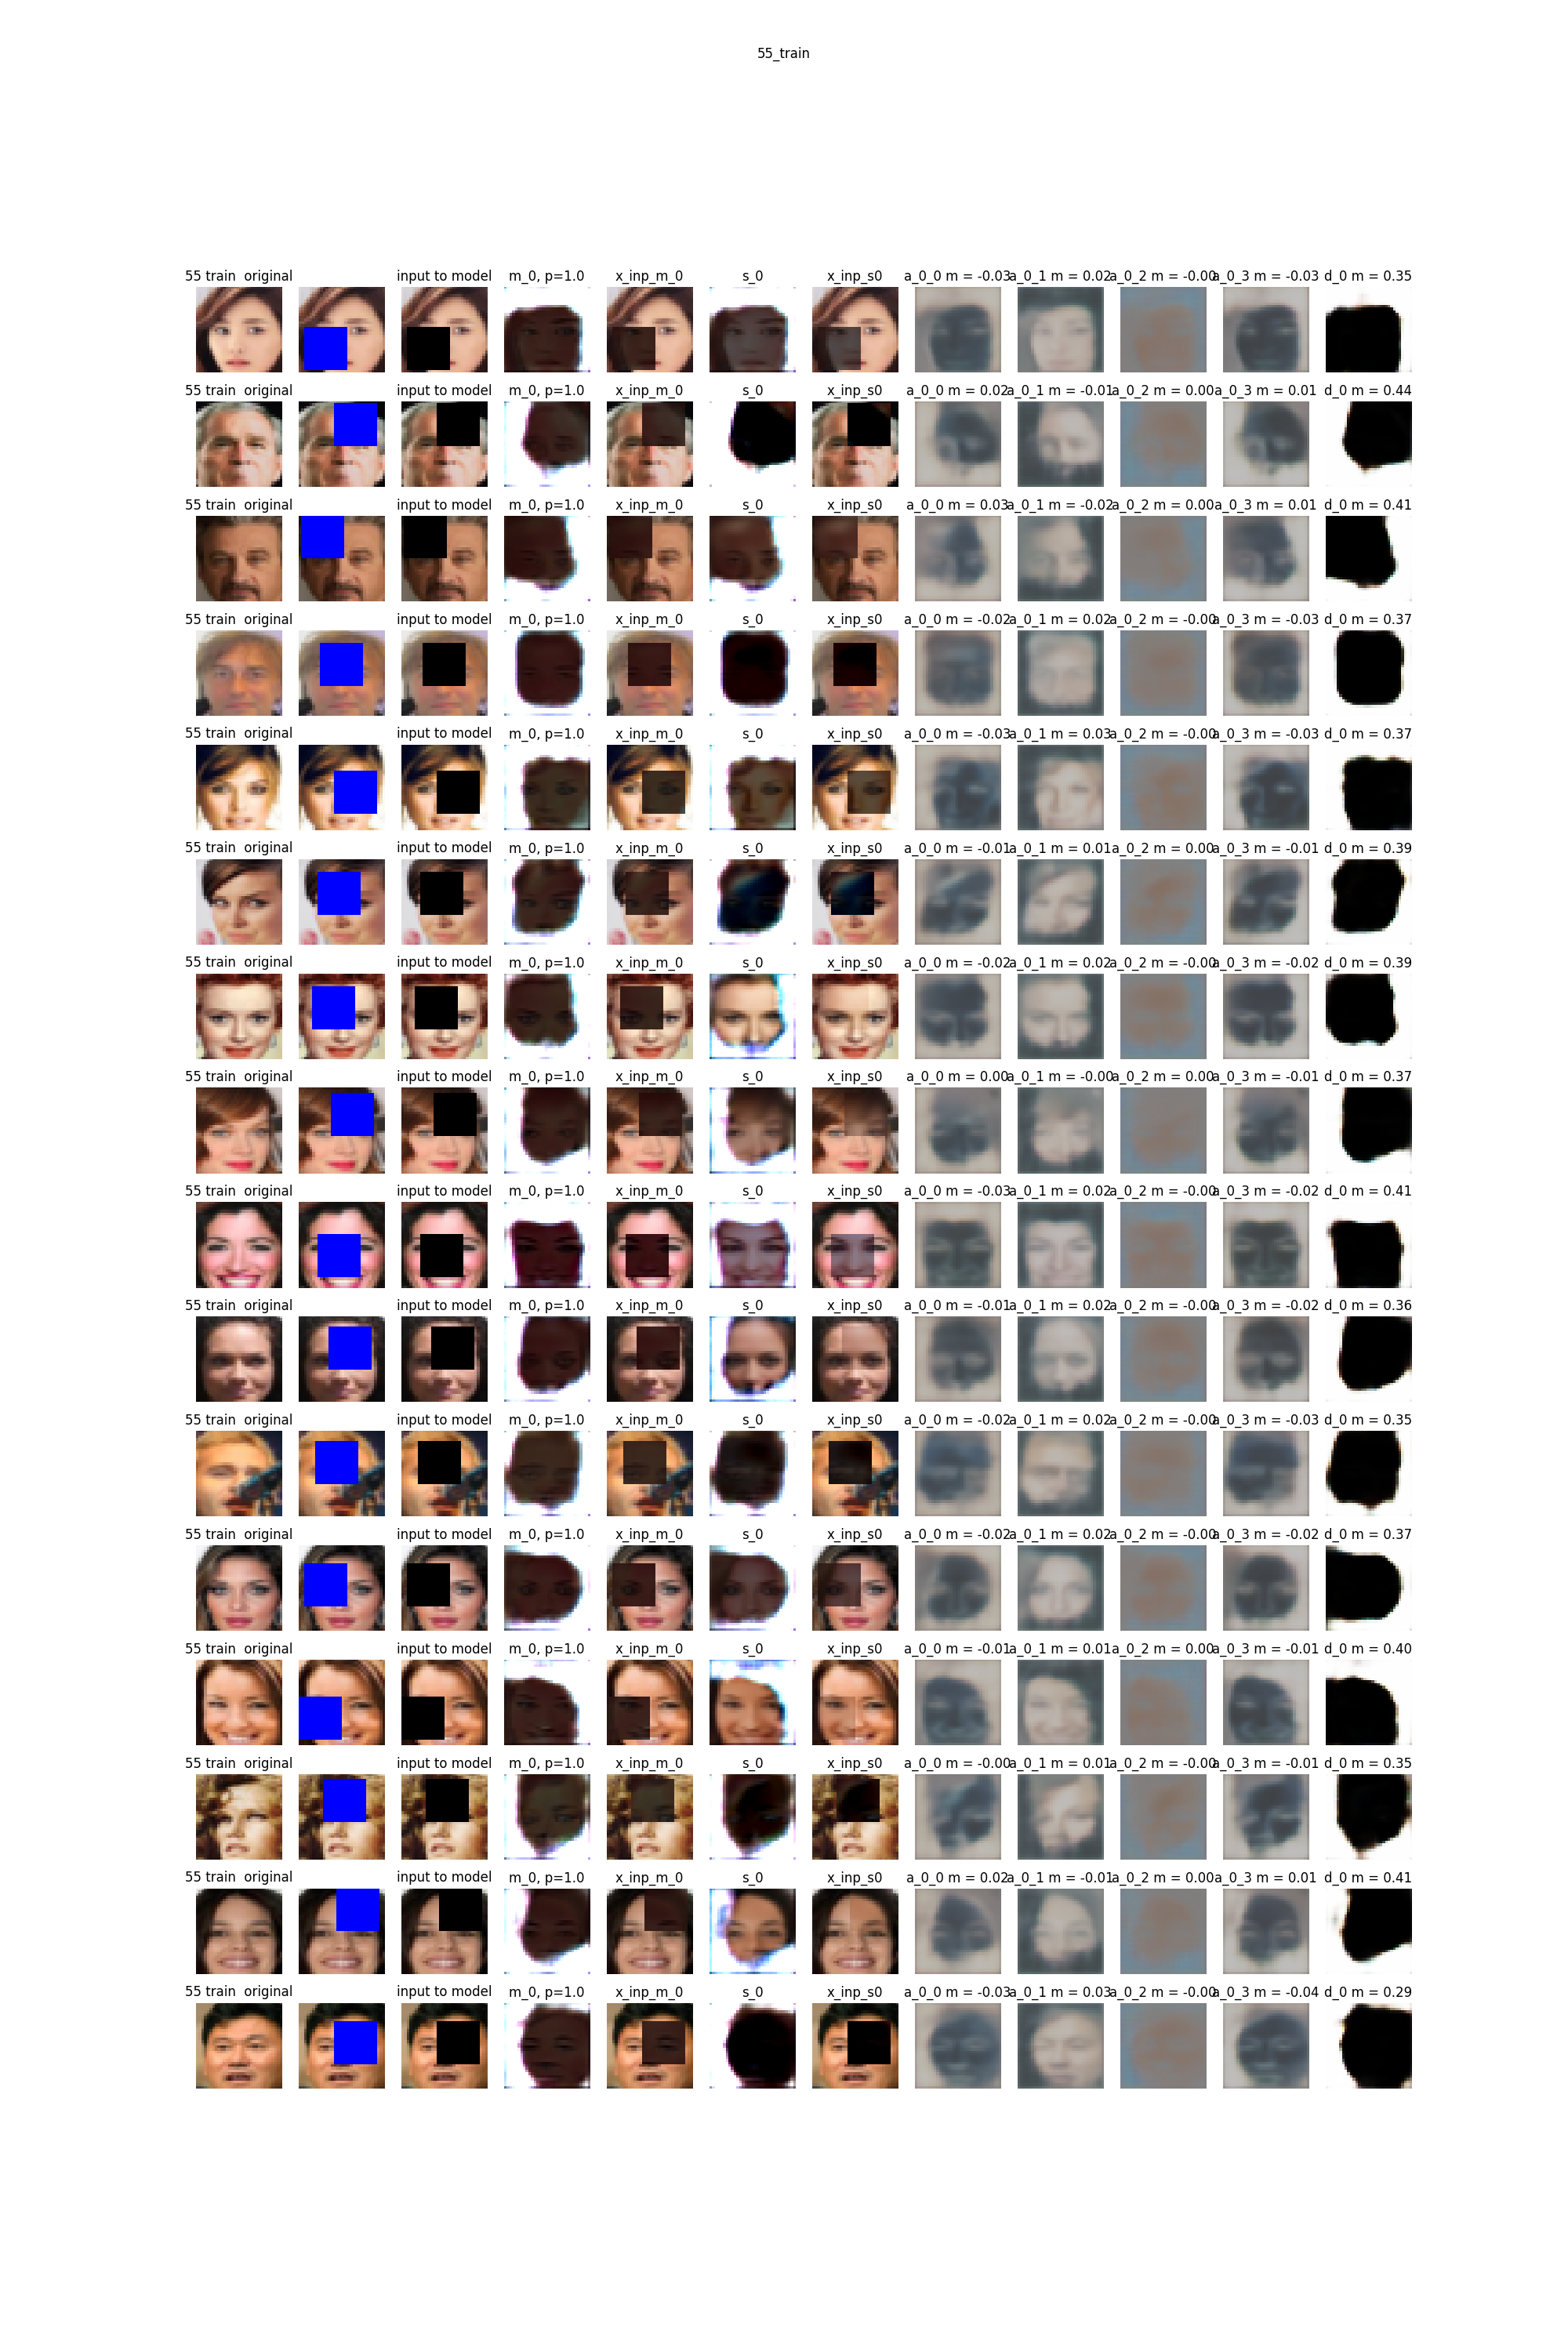 55_train
55 train  original input to model m_0, p=1.0 x_inp_m_0 s_0 x_inp_s0 a_0_0 m = -0.03 a_0_1 m = 0.02 a_0_2 m = -0.00 a_0_3 m = -0.03 d_0 m = 0.35
55 train  original input to model m_0, p=1.0 x_inp_m_0 s_0 x_inp_s0 a_0_0 m = 0.02 a_0_1 m = -0.01 a_0_2 m = 0.00 a_0_3 m = 0.01 d_0 m = 0.44
55 train  original input to model m_0, p=1.0 x_inp_m_0 s_0 x_inp_s0 a_0_0 m = 0.03 a_0_1 m = -0.02 a_0_2 m = 0.00 a_0_3 m = 0.01 d_0 m = 0.41
55 train  original input to model m_0, p=1.0 x_inp_m_0 s_0 x_inp_s0 a_0_0 m = -0.02 a_0_1 m = 0.02 a_0_2 m = -0.00 a_0_3 m = -0.03 d_0 m = 0.37
55 train  original input to model m_0, p=1.0 x_inp_m_0 s_0 x_inp_s0 a_0_0 m = -0.03 a_0_1 m = 0.03 a_0_2 m = -0.00 a_0_3 m = -0.03 d_0 m = 0.37
55 train  original input to model m_0, p=1.0 x_inp_m_0 s_0 x_inp_s0 a_0_0 m = -0.01 a_0_1 m = 0.01 a_0_2 m = 0.00 a_0_3 m = -0.01 d_0 m = 0.39
55 train  original input to model m_0, p=1.0 x_inp_m_0 s_0 x_inp_s0 a_0_0 m = -0.02 a_0_1 m = 0.02 a_0_2 m = -0.00 a_0_3 m = -0.02 d_0 m = 0.39
55 train  original input to model m_0, p=1.0 x_inp_m_0 s_0 x_inp_s0 a_0_0 m = 0.00 a_0_1 m = -0.00 a_0_2 m = 0.00 a_0_3 m = -0.01 d_0 m = 0.37
55 train  original input to model m_0, p=1.0 x_inp_m_0 s_0 x_inp_s0 a_0_0 m = -0.03 a_0_1 m = 0.02 a_0_2 m = -0.00 a_0_3 m = -0.02 d_0 m = 0.41
55 train  original input to model m_0, p=1.0 x_inp_m_0 s_0 x_inp_s0 a_0_0 m = -0.01 a_0_1 m = 0.02 a_0_2 m = -0.00 a_0_3 m = -0.02 d_0 m = 0.36
55 train  original input to model m_0, p=1.0 x_inp_m_0 s_0 x_inp_s0 a_0_0 m = -0.02 a_0_1 m = 0.02 a_0_2 m = -0.00 a_0_3 m = -0.03 d_0 m = 0.35
55 train  original input to model m_0, p=1.0 x_inp_m_0 s_0 x_inp_s0 a_0_0 m = -0.02 a_0_1 m = 0.02 a_0_2 m = -0.00 a_0_3 m = -0.02 d_0 m = 0.37
55 train  original input to model m_0, p=1.0 x_inp_m_0 s_0 x_inp_s0 a_0_0 m = -0.01 a_0_1 m = 0.01 a_0_2 m = 0.00 a_0_3 m = -0.01 d_0 m = 0.40
55 train  original input to model m_0, p=1.0 x_inp_m_0 s_0 x_inp_s0 a_0_0 m = -0.00 a_0_1 m = 0.01 a_0_2 m = -0.00 a_0_3 m = -0.01 d_0 m = 0.35
55 train  original input to model m_0, p=1.0 x_inp_m_0 s_0 x_inp_s0 a_0_0 m = 0.02 a_0_1 m = -0.01 a_0_2 m = 0.00 a_0_3 m = 0.01 d_0 m = 0.41
55 train  original input to model m_0, p=1.0 x_inp_m_0 s_0 x_inp_s0 a_0_0 m = -0.03 a_0_1 m = 0.03 a_0_2 m = -0.00 a_0_3 m = -0.04 d_0 m = 0.29